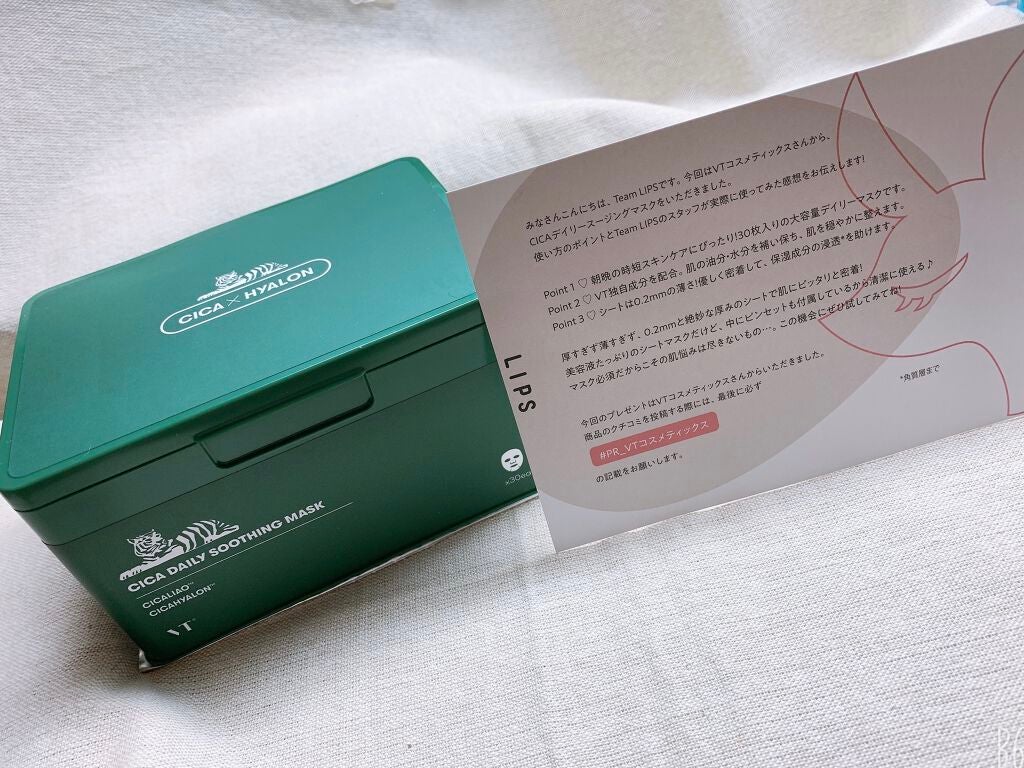 CICA × HYALON
CICA DAILY SOOTHING MASK
CICALIAO™
CICAHYALON™
VT
x30ea
LIPS
みなさんこんにちは、Team LIPSです。今回はVTコスメティックスさんから、
CICAデイリースージングマスクをいただきました。
使い方のポイントとTeam LIPSのスタッフが実際に使ってみた感想をお伝えします!
Point 1 ♡ 朝晩の時短スキンケアにぴったり!30枚入りの大容量デイリーマスクです。
Point 2 ♡ VT独自成分を配合。肌の油分・水分を補い保ち、肌を穏やかに整えます。
Point 3 ♡ シートは0.2mmの薄さ!優しく密着して、保湿成分の浸透*を助けます。
厚すぎず薄すぎず、0.2mmと絶妙な厚みのシートで肌にピッタリと密着!
美容液たっぷりのシートマスクだけど、中にピンセットも付属しているから清潔に使える♪
マスク必須だからこその肌悩みは尽きないもの…。この機会にぜひ試してみてね!
*角質層まで
今回のプレゼントはVTコスメティックスさんからいただきました。
商品のクチコミを投稿する際には、最後に必ず
#PR_VTコスメティックス
の記載をお願いします。